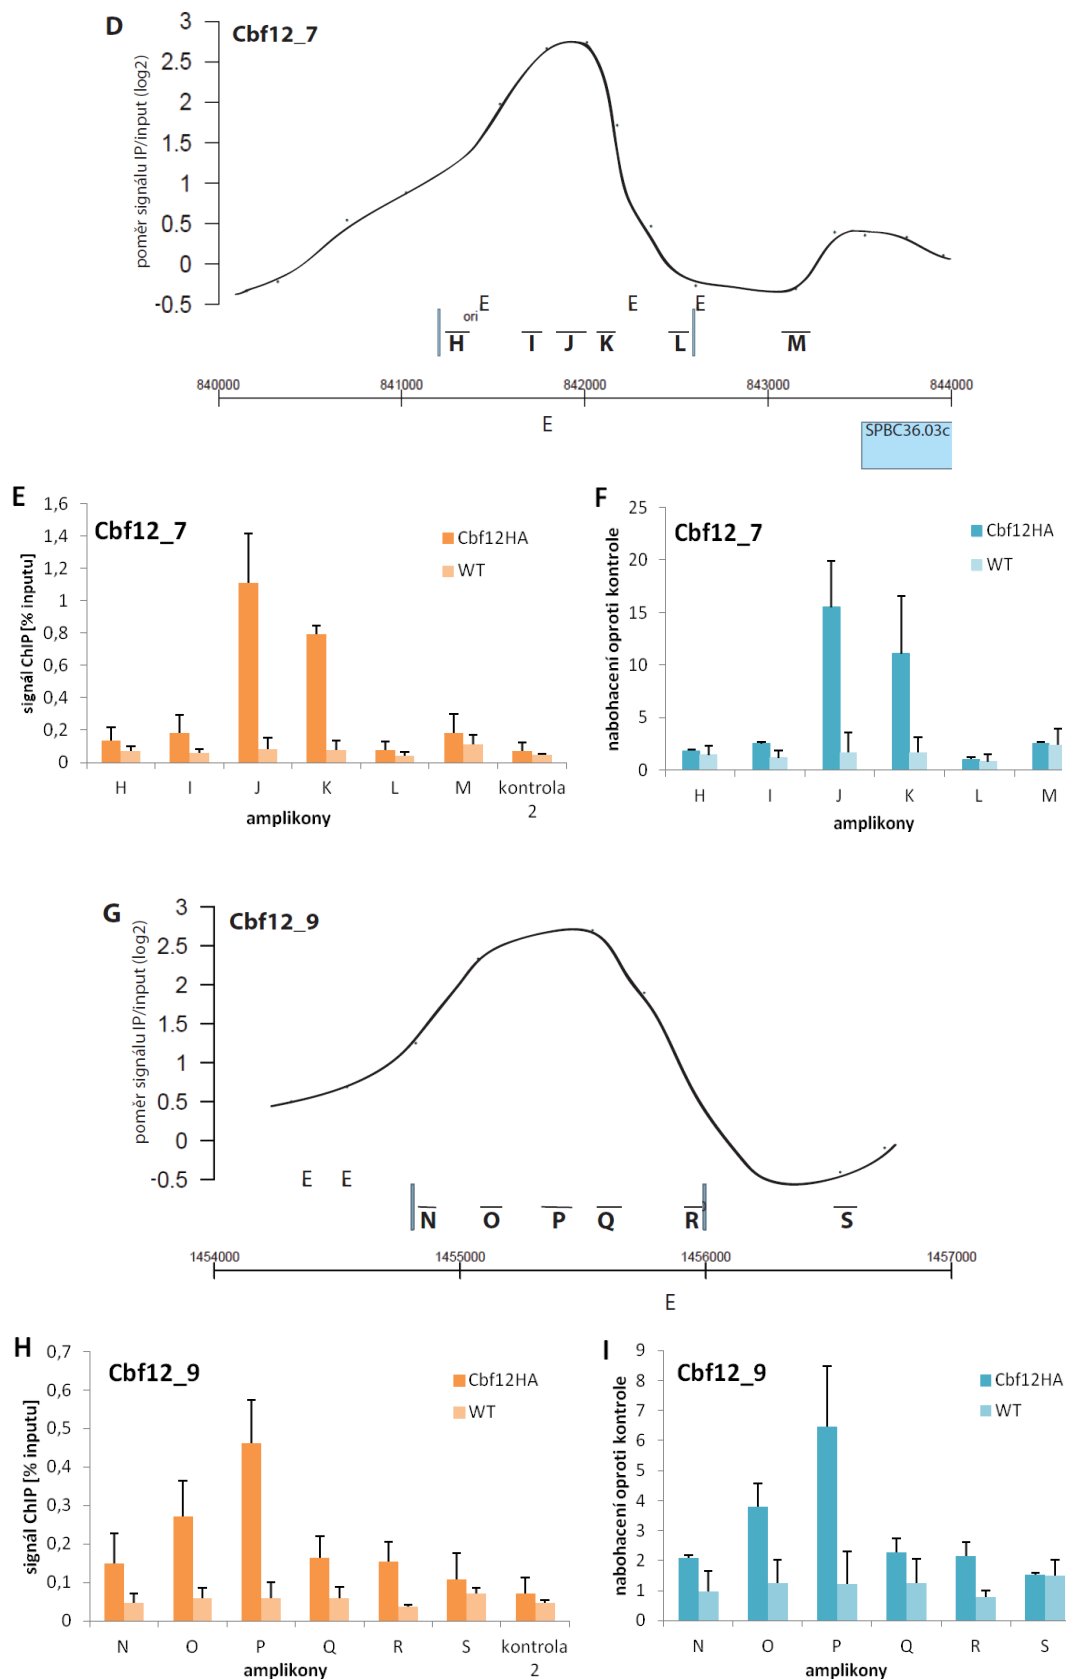 D
Cbf12_7
poměr signálu IP/input (log2)
3
2.5
2
1.5
1
0.5
0
-0.5
E E E
ori
H I J K L M
840000 841000 842000 843000 844000
E
SPBC36.03c
E
Cbf12_7
signál ChIP [% inputu]
1,6
1,4
1,2
1
0,8
0,6
0,4
0,2
0
Cbf12HA
WT
H I J K L M kontrola
2
amplikony
F
Cbf12_7
nabohacení oproti kontrole
25
20
15
10
5
0
Cbf12HA
WT
H I J K L M
amplikony
G
Cbf12_9
poměr signálu IP/input (log2)
3
2.5
2
1.5
1
0.5
0
-0.5
E E
N O P Q R S
1454000 1455000 1456000 1457000
E
H
Cbf12_9
signál ChIP [% inputu]
0,7
0,6
0,5
0,4
0,3
0,2
0,1
0
Cbf12HA
WT
N O P Q R S kontrola
2
amplikony
I
Cbf12_9
nabohacení oproti kontrole
9
8
7
6
5
4
3
2
1
0
Cbf12HA
WT
N O P Q R S
amplikony